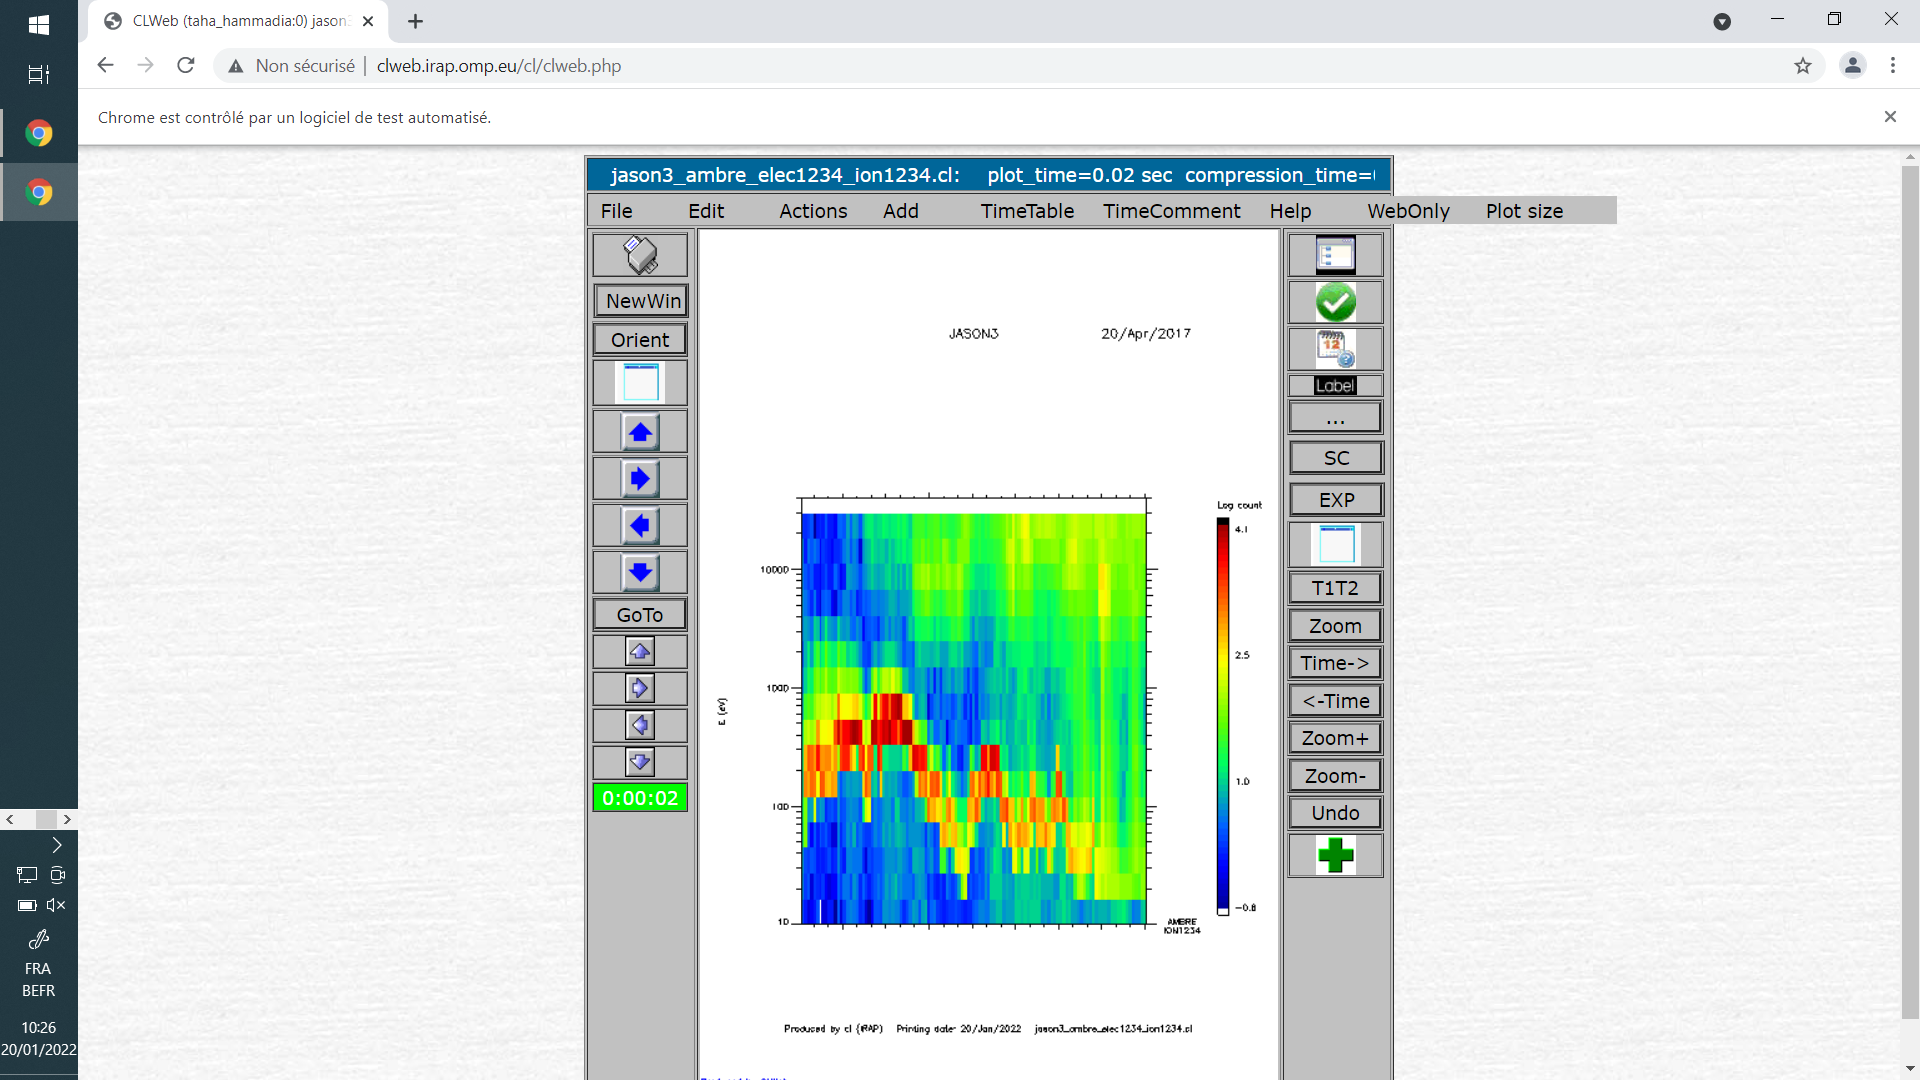 CLWeb (taha_hammadia:0) jason
Non sécurisé | clweb.irap.omp.eu/cl/clweb.php
Chrome est contrôlé par un logiciel de test automatisé.
jason3_ambre_elec1234_ion1234.cl: plot_time=0.02 sec compression_time=
File Edit Actions Add TimeTable TimeComment Help WebOnly Plot size
NewWin
Orient
GoTo
0:00:02
JASON3 20/Apr/2017
Log count
4.1
2.5
1.0
-0.8
10000
1000
100
10
E (eV)
AMBRE
ION1234
Produced by cl (IRAP) Printing date: 20/Jan/2022 jason3_ambre_elec1234_ion1234.cl
12
Label
...
SC
EXP
T1T2
Zoom
Time->
<-Time
Zoom+
Zoom-
Undo
FRA
BEFR
10:26
20/01/2022